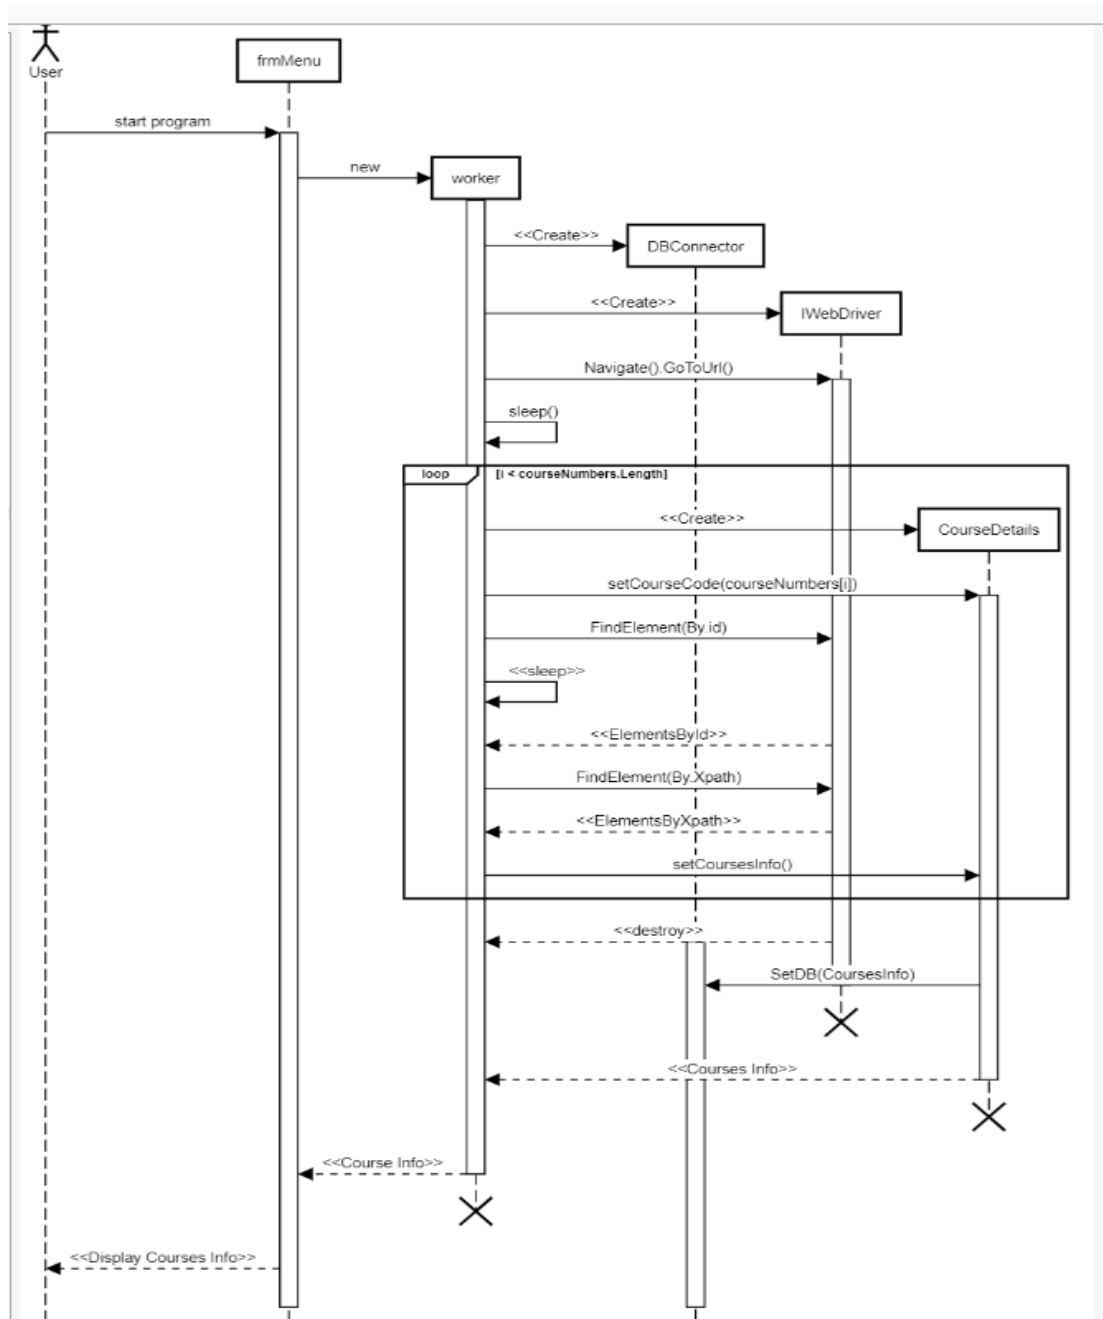 User
frmMenu
start program
new
worker
<<Create>>
DBConnector
<<Create>>
IWebDriver
Navigate().GoToUrl()
sleep()
loop [i < courseNumbers.Length]
<<Create>>
CourseDetails
setCourseCode(courseNumbers[i])
FindElement(By.id)
<<sleep>>
<<ElementsById>>
FindElement(By.Xpath)
<<ElementsByXpath>>
setCoursesInfo()
<<destroy>>
SetDB(CoursesInfo)
<<Courses Info>>
<<Course Info>>
<<Display Courses Info>>